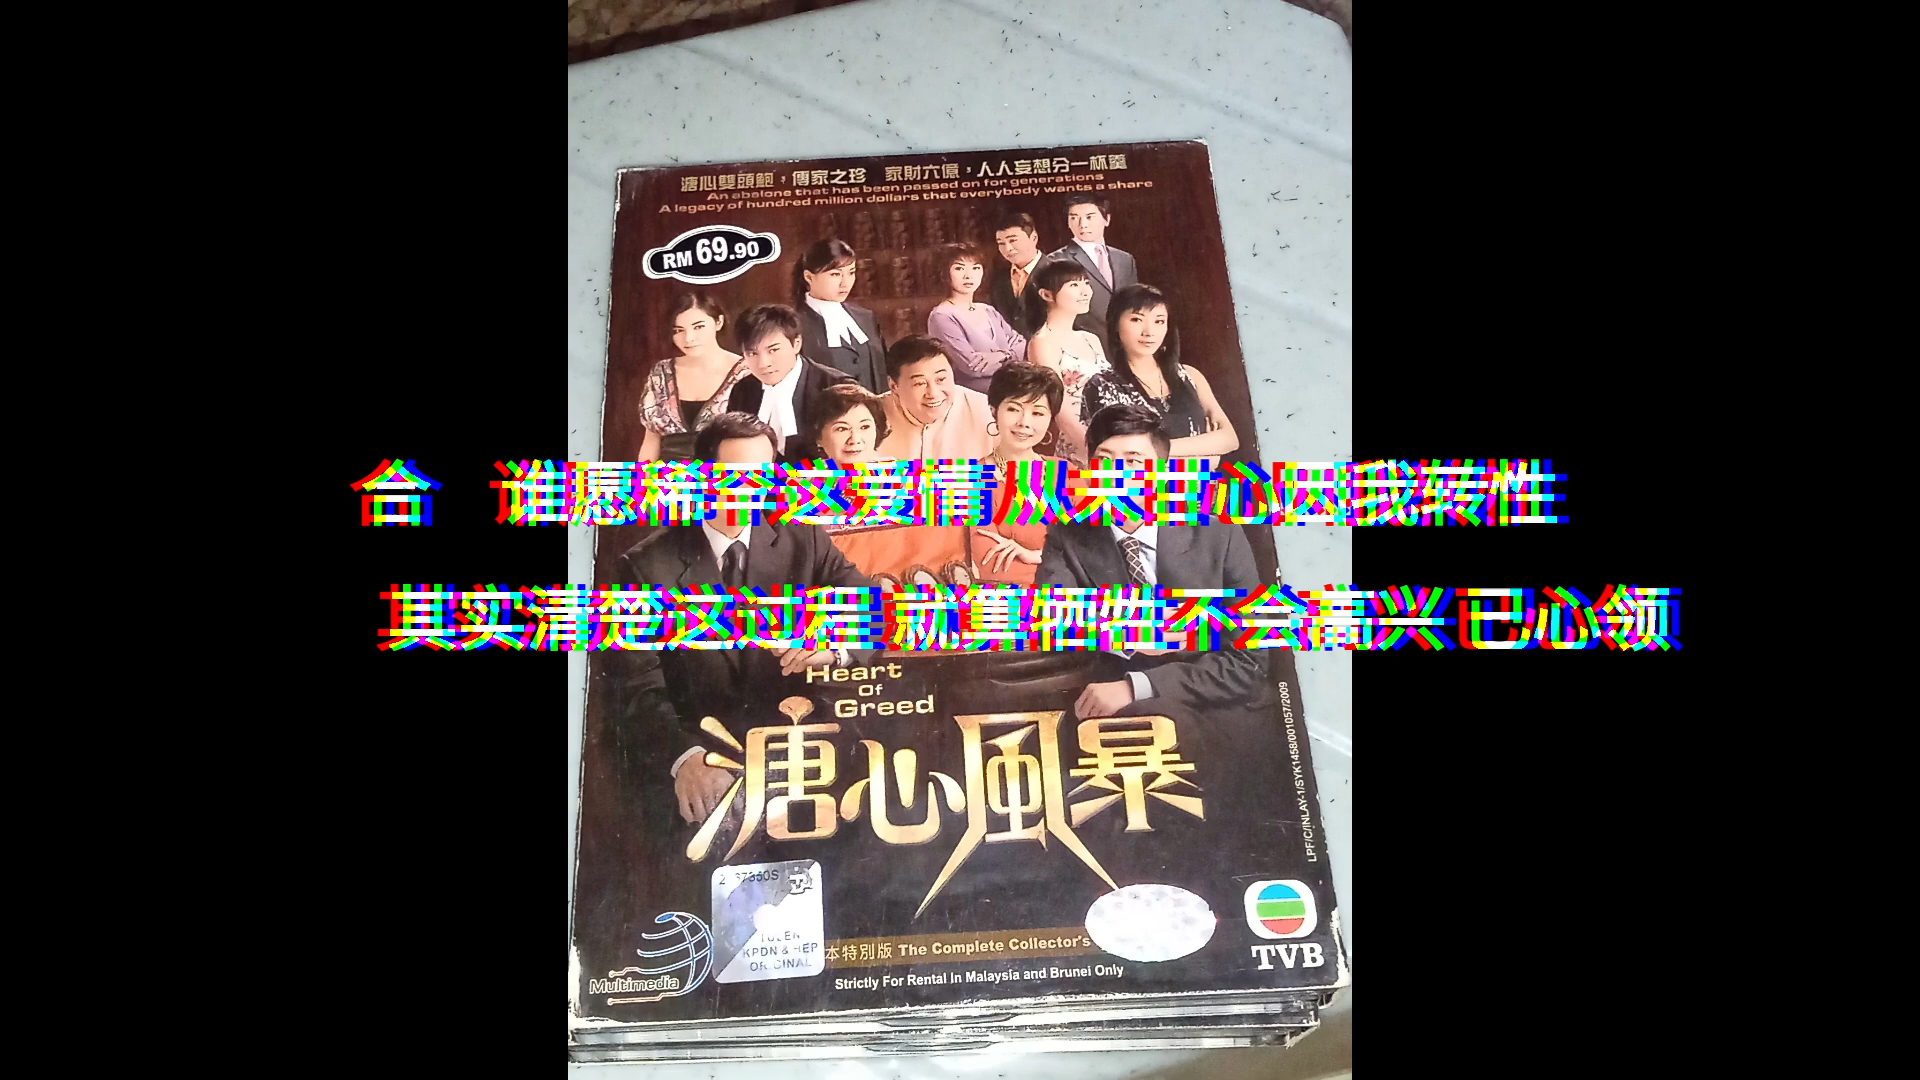 溏心雙頭鮑，傳家之珍 家財六億，人人妄想分一杯羹
An abalone that has been passed on for generations
A legacy of hundred million dollars that everybody wants a share
RM 69.90
合 谁愿稀罕这爱情 从未甘心因我转性
其实清楚这过程 就算牺牲不会高兴 已心领
Heart
Of
Greed
溏心風暴
LPF/C/INLAY-1/SYK1458/001057/2009
TULEN
KPDN & HEP
ORIGINAL
本特別版 The Complete Collector's
Strictly For Rental In Malaysia and Brunei Only
Multimedia
TVB